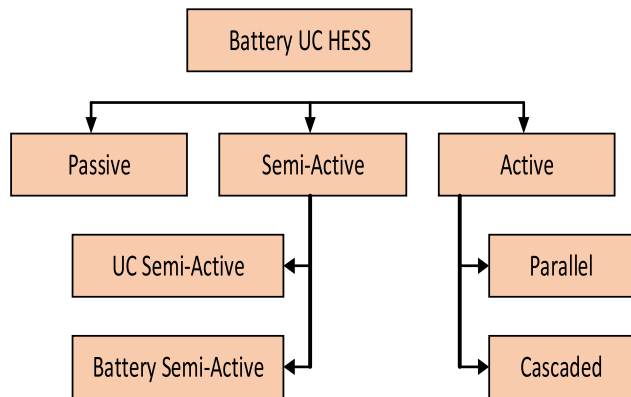 Battery UC HESS
Passive
Semi-Active
Active
UC Semi-Active
Parallel
Battery Semi-Active
Cascaded